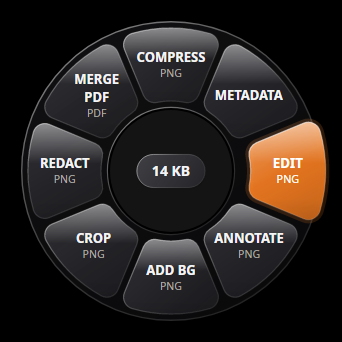 COMPRESS
PNG
MERGE
PDF
PDF
METADATA
REDACT
PNG
14 KB
EDIT
PNG
CROP
PNG
ANNOTATE
PNG
ADD BG
PNG